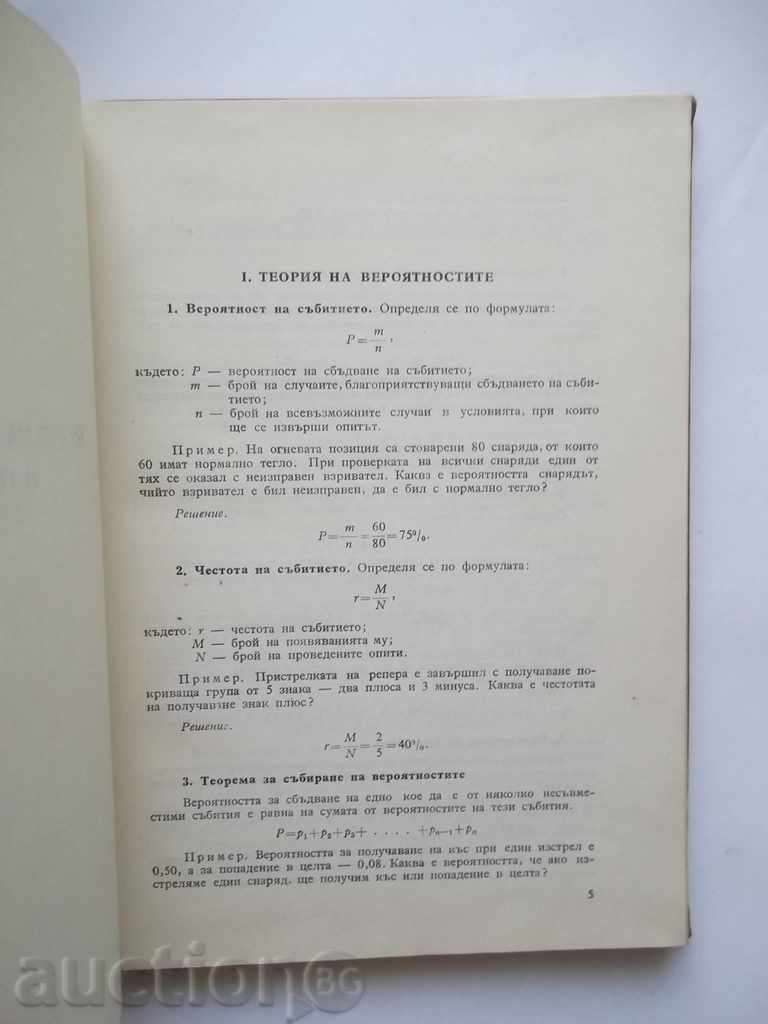 I. ТЕОРИЯ НА ВЕРОЯТНОСТИТЕ
1. Вероятност на събитието. Определя се по формулата:
P = m/n,
където: P — вероятност на сбъдване на събитието;
m — брой на случаите, благоприятствуващи сбъдването на съби-
тието;
n — брой на всевъзможните случаи в условията, при които
ще се извърши опитът.
Пример. На огневата позиция са стоварени 80 снаряда, от които
60 имат нормално тегло. При проверката на всички снаряди един от
тях се оказал с неизправен взривател. Каква е вероятността снарядът,
чийто взривател е бил неизправен, да е бил с нормално тегло?
Решение.
P = m/n = 60/80 = 75%.
2. Честота на събитието. Определя се по формулата:
r = M/N,
където: r — честота на събитието;
M — брой на появяванията му;
N — брой на проведените опити.
Пример. Пристрелката на репера е завършил с получаване по-
криваща група от 5 знака — два плюса и 3 минуса. Каква е честотата
на получаване знак плюс?
Решение.
r = M/N = 2/5 = 40%.
3. Теорема за събиране на вероятностите
Вероятността за сбъдване на едно кое да е от няколко несъвме-
стими събития е равна на сумата от вероятностите на тези събития.
P=p₁+p₂+p₃+ . . . . +pₙ₋₁+pₙ
Пример. Вероятността за получаване на къс при един изстрел е
0,50, а за попадение в целта — 0,08. Каква е вероятността, че ако из-
стреляме един снаряд, ще получим къс или попадение в целта?
5
auctionBG